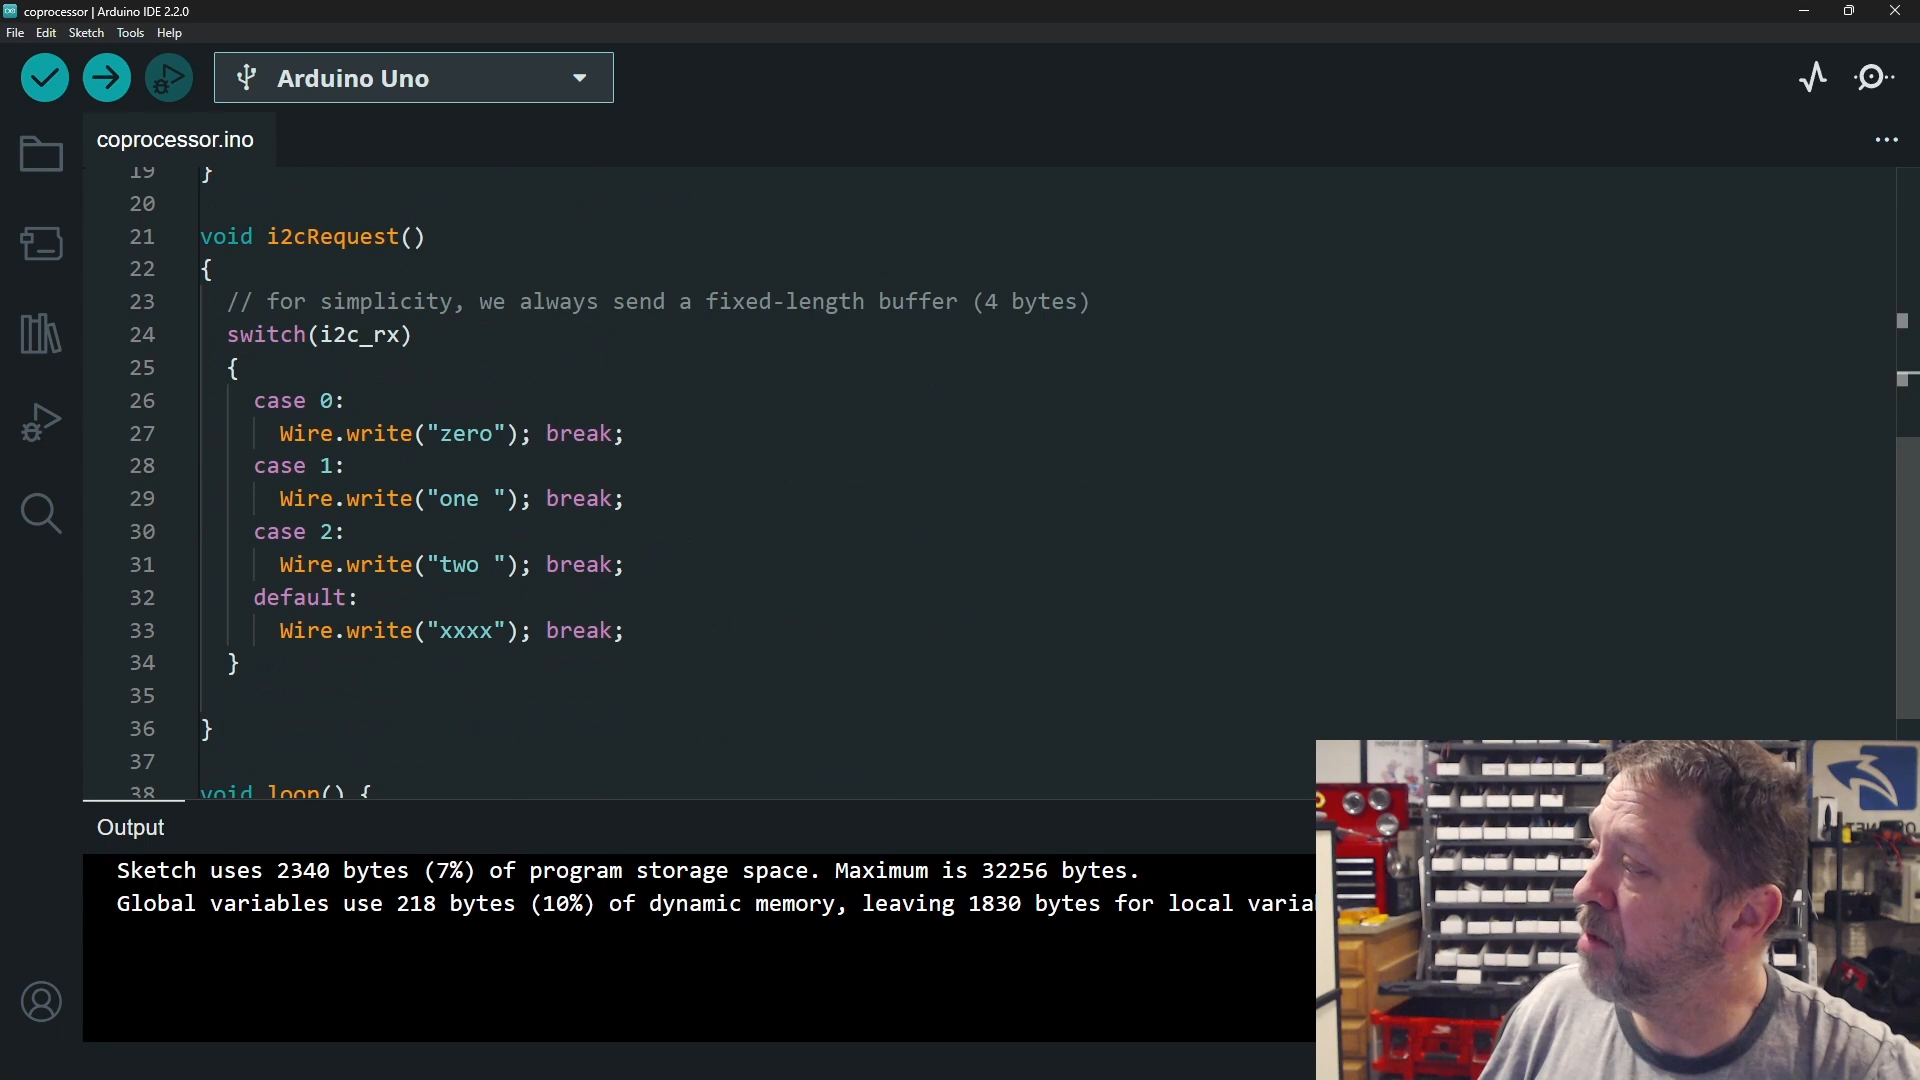 coprocessor | Arduino IDE 2.2.0
File Edit Sketch Tools Help
Arduino Uno
coprocessor.ino
19 }
20
21 void i2cRequest()
22 {
23 // for simplicity, we always send a fixed-length buffer (4 bytes)
24 switch(i2c_rx)
25 {
26 case 0:
27 Wire.write("zero"); break;
28 case 1:
29 Wire.write("one "); break;
30 case 2:
31 Wire.write("two "); break;
32 default:
33 Wire.write("xxxx"); break;
34 }
35
36 }
37
38 void loop() {
Output
Sketch uses 2340 bytes (7%) of program storage space. Maximum is 32256 bytes.
Global variables use 218 bytes (10%) of dynamic memory, leaving 1830 bytes for local varia